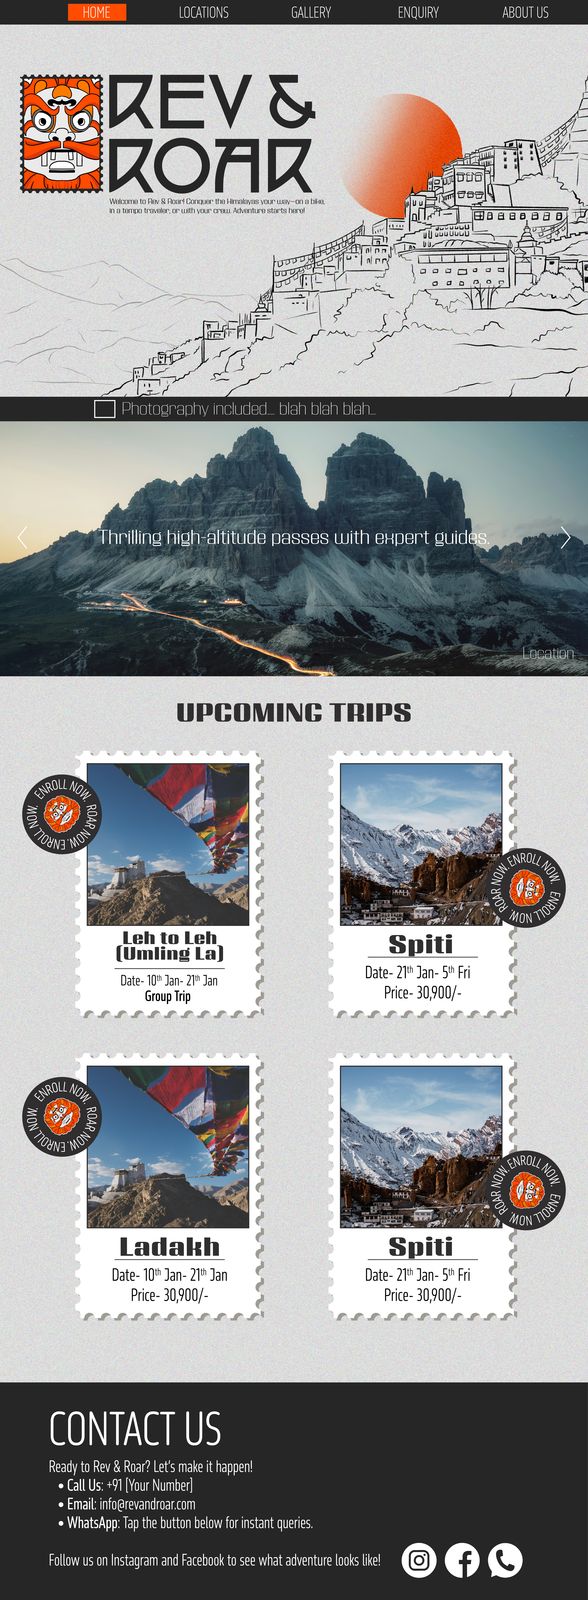 HOME LOCATIONS GALLERY ENQUIRY ABOUT US
REV &
ROAR
Welcome to Rev & Roar! Conquer the Himalayas your way—on a bike,
in a tempo traveler, or with your crew. Adventure starts here!
Photography included... blah blah blah...
Thrilling high-altitude passes with expert guides.
Location
UPCOMING TRIPS
ENROLL NOW. ROAR NOW. ENROLL NOW.
Leh to Leh
(Umling La)
Date- 10th Jan- 21th Jan
Group Trip
ENROLL NOW. ROAR NOW. ENROLL NOW.
Spiti
Date- 21th Jan- 5th Fri
Price- 30,900/-
ENROLL NOW. ROAR NOW. ENROLL NOW.
Ladakh
Date- 10th Jan- 21th Jan
Price- 30,900/-
ENROLL NOW. ROAR NOW. ENROLL NOW.
Spiti
Date- 21th Jan- 5th Fri
Price- 30,900/-
CONTACT US
Ready to Rev & Roar? Let's make it happen!
• Call Us: +91 [Your Number]
• Email: info@revandroar.com
• WhatsApp: Tap the button below for instant queries.
Follow us on Instagram and Facebook to see what adventure looks like!